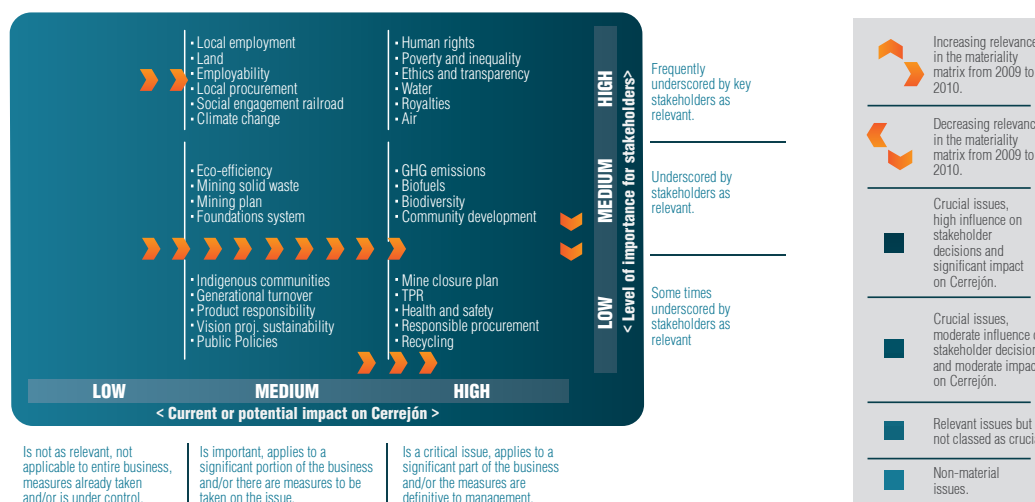 • Local employment
• Land
• Employability
• Local procurement
• Social engagement railroad
• Climate change
• Human rights
• Poverty and inequality
• Ethics and transparency
• Water
• Royalties
• Air
• Eco-efficiency
• Mining solid waste
• Mining plan
• Foundations system
• GHG emissions
• Biofuels
• Biodiversity
• Community development
• Indigenous communities
• Generational turnover
• Product responsibility
• Vision proj. sustainability
• Public Policies
• Mine closure plan
• TPR
• Health and safety
• Responsible procurement
• Recycling
HIGH
MEDIUM
LOW
< Level of importance for stakeholders>
Frequently
underscored by key
stakeholders as
relevant.
Underscored by
stakeholders as
relevant.
Some times
underscored by
stakeholders as
relevant
LOW MEDIUM HIGH
< Current or potential impact on Cerrejón >
Is not as relevant, not
applicable to entire business,
measures already taken
and/or is under control.
Is important, applies to a
significant portion of the business
and/or there are measures to be
taken on the issue.
Is a critical issue, applies to a
significant part of the business
and/or the measures are
definitive to management.
Increasing relevance
in the materiality
matrix from 2009 to
2010.
Decreasing relevance
in the materiality
matrix from 2009 to
2010.
Crucial issues,
high influence on
stakeholder
decisions and
significant impact
on Cerrejón.
Crucial issues,
moderate influence
stakeholder
and moderate
on Cerrejón.
Relevant issues but
not classed as
Non-material
issues.